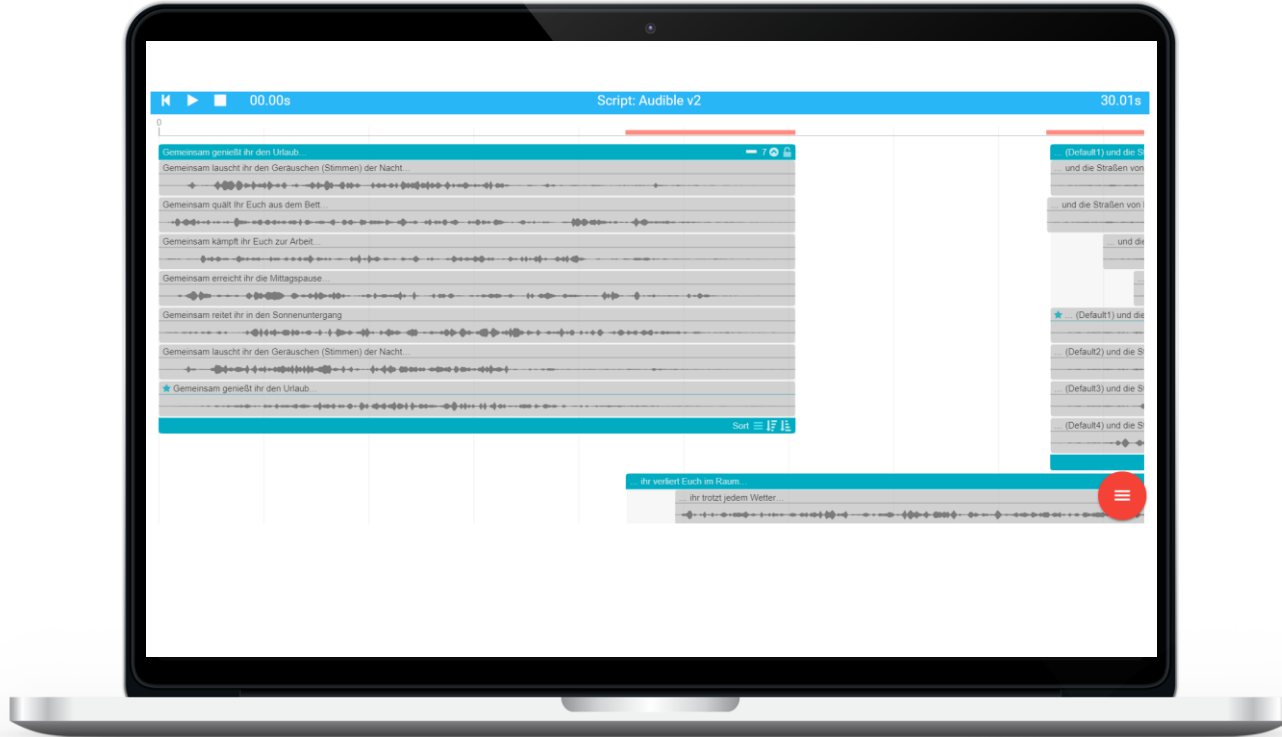 00.00s Script: Audible v2 30.01s
0
Gemeinsam genießt ihr den Urlaub... 7
Gemeinsam lauscht ihr den Geräuschen (Stimmen) der Nacht...
Gemeinsam quält Ihr Euch aus dem Bett...
Gemeinsam kämpft ihr Euch zur Arbeit...
Gemeinsam erreicht ihr die Mittagspause...
Gemeinsam reitet ihr in den Sonnenuntergang
Gemeinsam lauscht ihr den Geräuschen (Stimmen) der Nacht...
Gemeinsam genießt ihr den Urlaub...
Sort
... (Default1) und die S
... und die Straßen von
... und die Straßen von
... und die
... (Default1) und die
... (Default2) und die S
... (Default3) und die S
... (Default4) und die S
... ihr verliert Euch im Raum...
... ihr trotzt jedem Wetter...